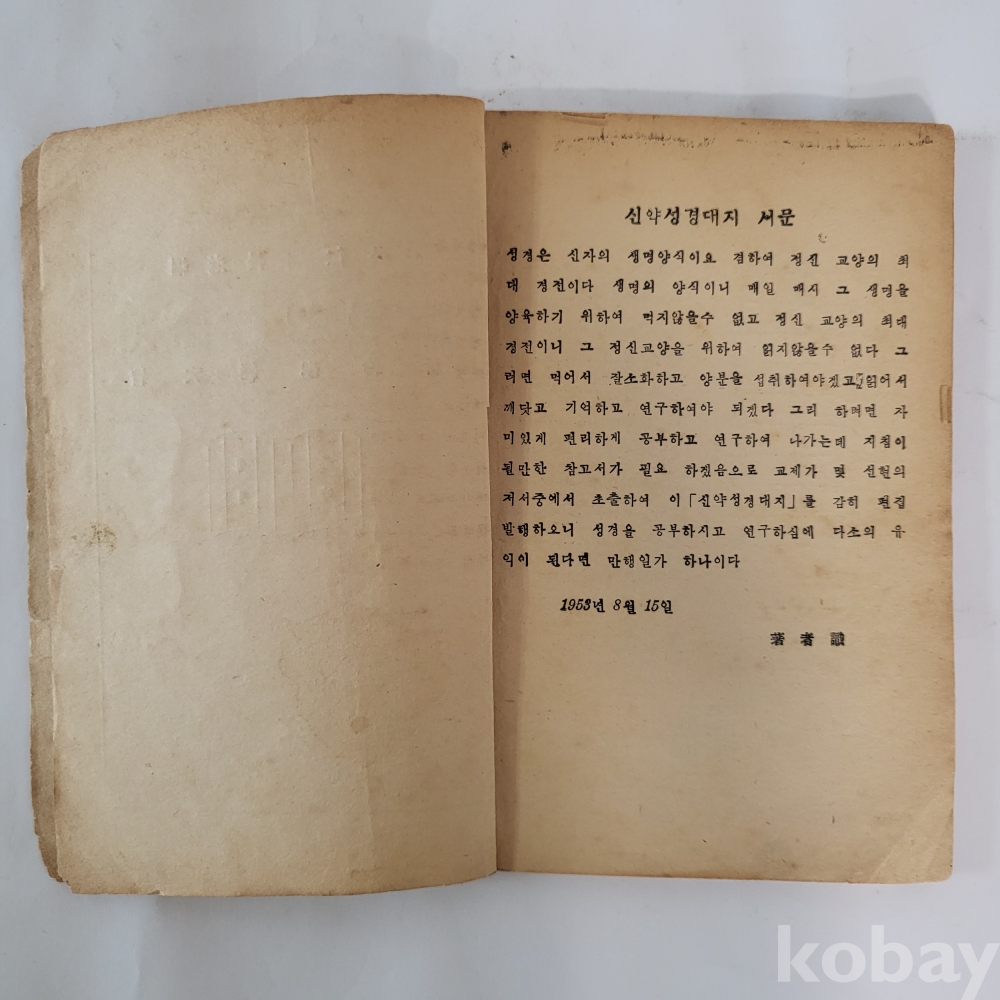 신약성경대지 서문
성경은 신자의 생명양식이요 겸하여 정신 교양의 최
대 경전이다 생명의 양식이니 매일 매시 그 생명을
양육하기 위하여 먹지않을수 없고 정신 교양의 최대
경전이니 그 정신교양을 위하여 읽지않을수 없다 그
러면 먹어서 잘소화하고 양분을 섭취하여야겠고 읽어서
깨닷고 기억하고 연구하여야 되겠다 그리 하려면 자
미있게 편리하게 공부하고 연구하여 나가는데 지침이
될만한 참고서가 필요 하겠음으로 교제가 몇 선현의
저서중에서 초출하여 이 「신약성경대지」를 감히 편집
발행하오니 성경을 공부하시고 연구하심에 다소의 유
익이 된다면 만행일가 하나이다
1953년 8월 15일
著者識
kobay